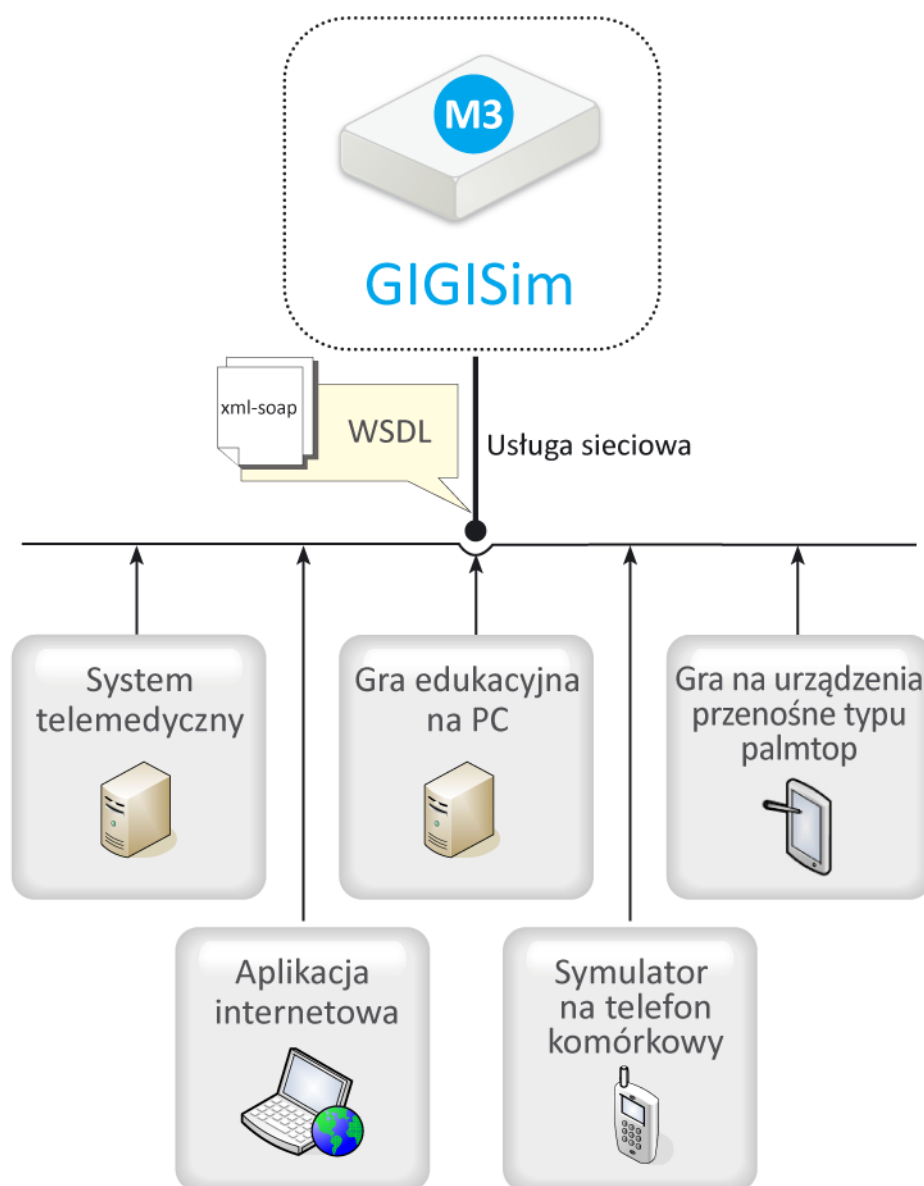 M3
GIGISim
xml-soap
WSDL
Usługa sieciowa
System
telemedyczny
Gra edukacyjna
na PC
Gra na urządzenia
przenośne typu
palmtop
Aplikacja
internetowa
Symulator
na telefon
komórkowy